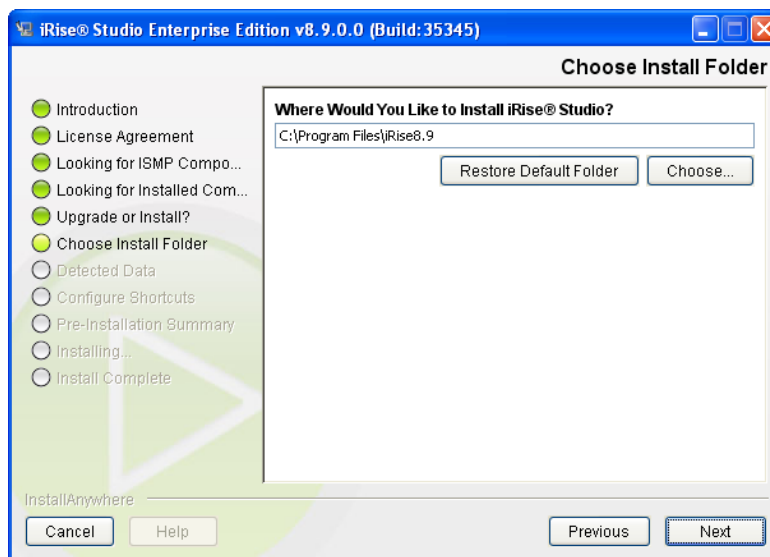 iRise® Studio Enterprise Edition v8.9.0.0 (Build:35345)
Choose Install Folder
Introduction
License Agreement
Looking for ISMP Compo...
Looking for Installed Com...
Upgrade or Install?
Choose Install Folder
Detected Data
Configure Shortcuts
Pre-Installation Summary
Installing...
Install Complete
Where Would You Like to Install iRise® Studio?
C:\Program Files\iRise8.9
Restore Default Folder
Choose...
InstallAnywhere
Cancel
Help
Previous
Next